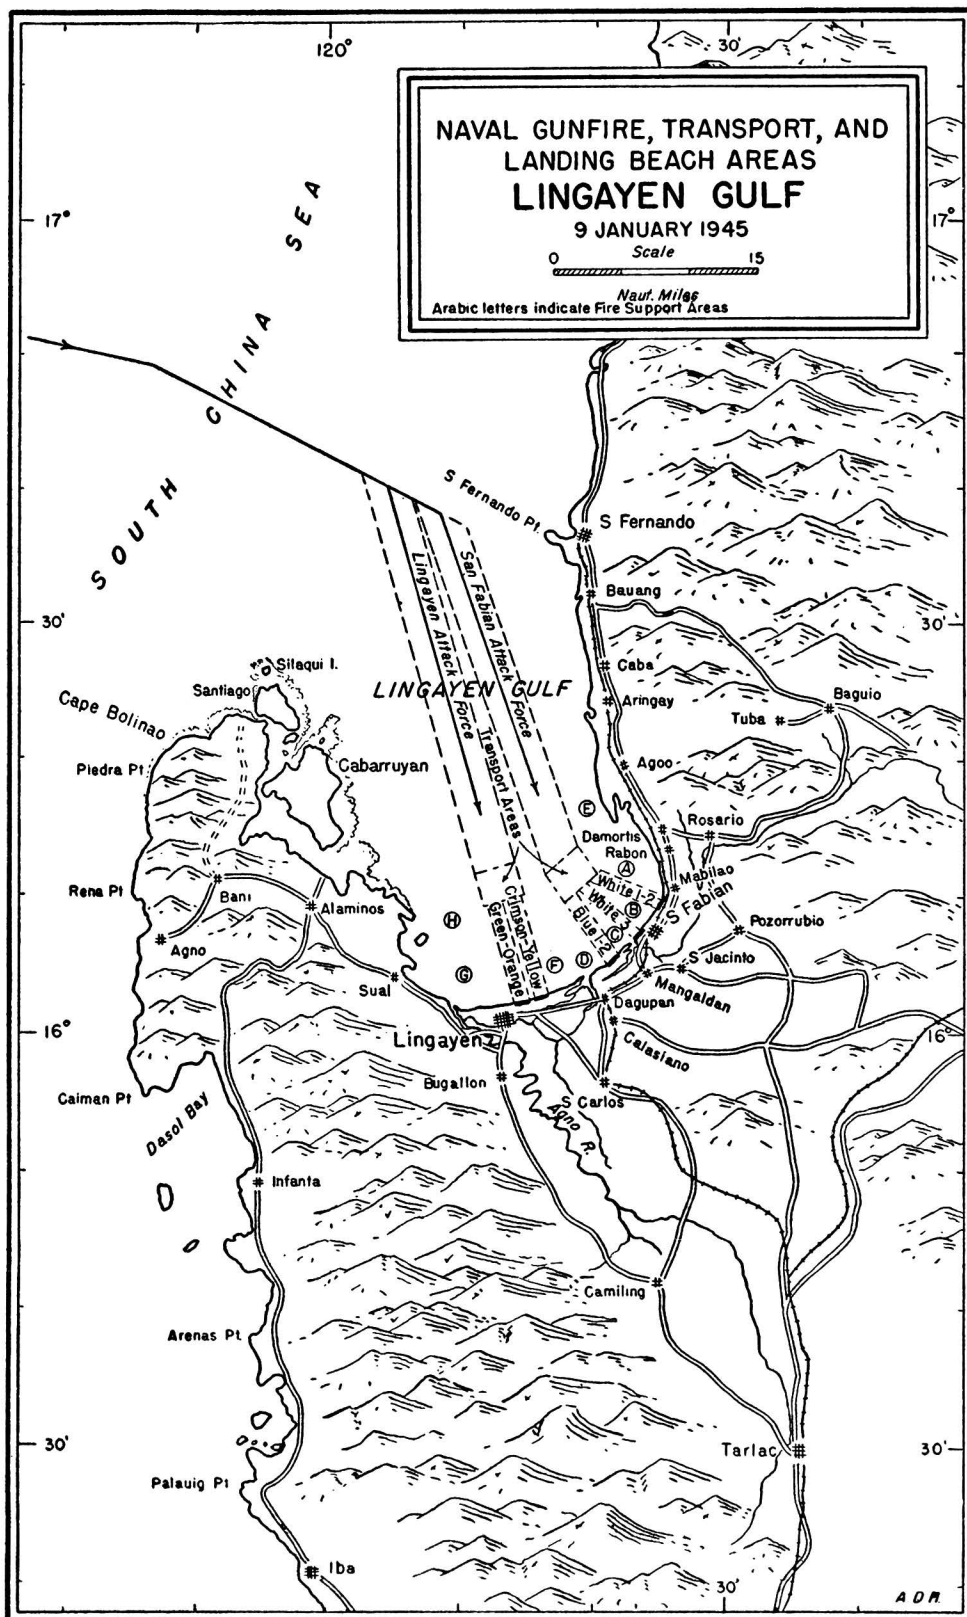 120°
30'
NAVAL GUNFIRE, TRANSPORT, AND
LANDING BEACH AREAS
LINGAYEN GULF
9 JANUARY 1945
Scale
0 15
Naut. Miles
Arabic letters indicate Fire Support Areas
17°
17°
SOUTH CHINA SEA
S Fernando Pt.
S Fernando
Lingayen Attack Force
San Fabian Attack Force
Transport Areas
Bauang
30'
30'
Silaqui I.
Santiago
Caba
LINGAYEN GULF
Baguio
Aringay
Tuba
Cape Bolinao
Piedra Pt
Cabarruyan
Agoo
E
Rosario
Damortis
Rabon
A
Mabilao
White 1-2
White 3
Blue 1-2
B
C
D
S Fabian
Rena Pt
Bani
Alaminos
H
Crimson-Yellow
Green-Orange
Pozorrubio
Agno
S Jacinto
F
G
Sual
Mangaldan
Dagupan
Lingayen
16°
16°
Calasiano
Bugallon
Caiman Pt
Dasol Bay
S Carlos
Agno R.
Infanta
Camiling
Arenas Pt
30'
30'
Tarlac
Palauig Pt
Iba
30'
A D M.